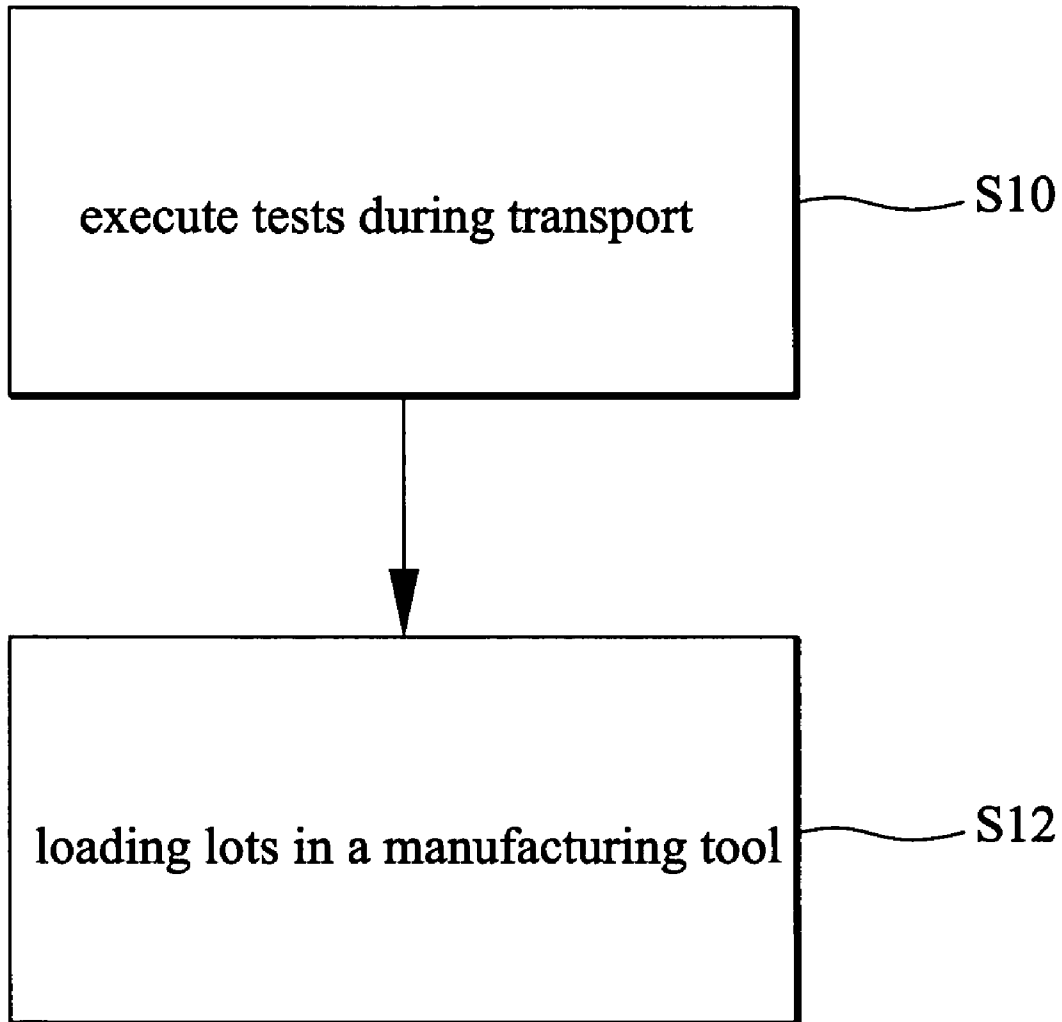 execute tests during transport
S10
loading lots in a manufacturing tool
S12